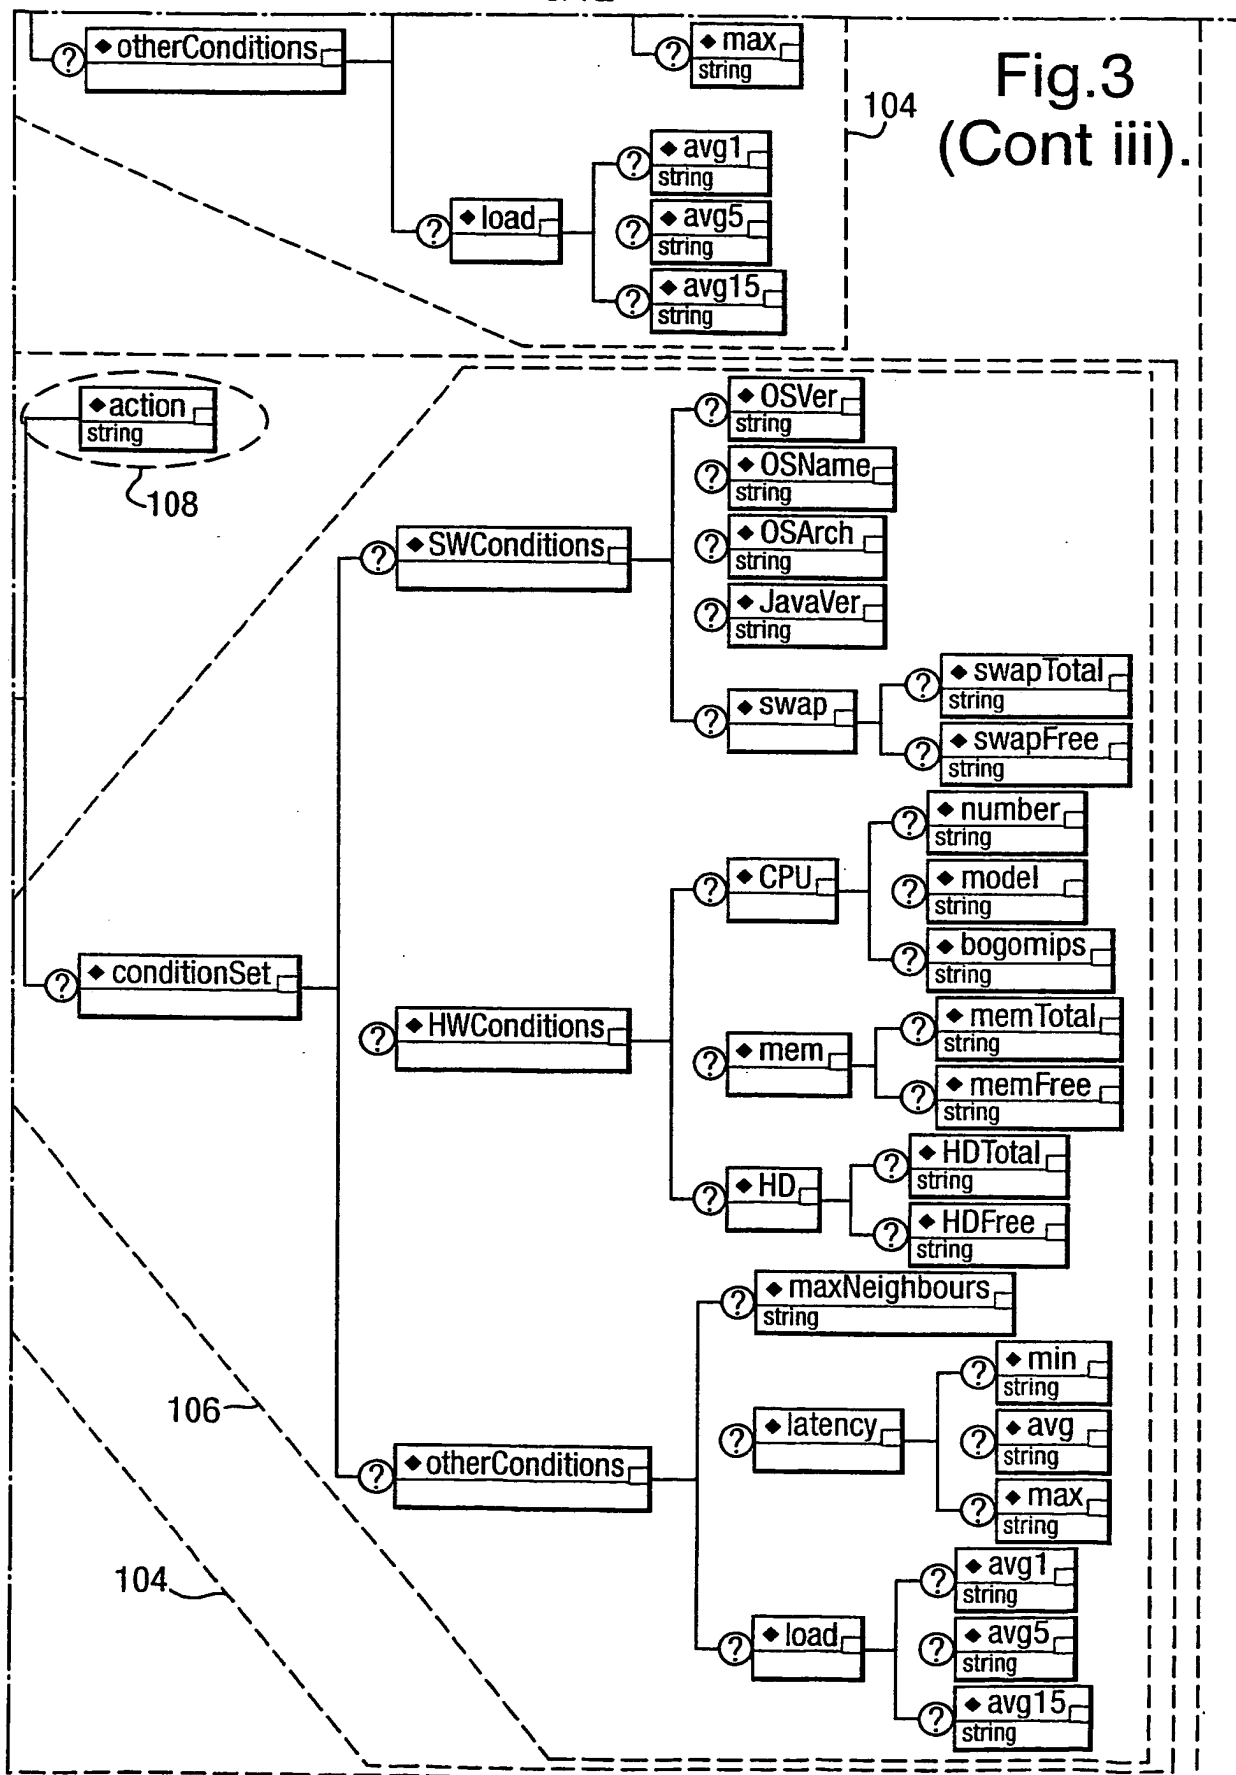 Fig.3
(Cont iii).
otherConditions
max
string
104
avg1
string
load
avg5
string
avg15
string
action
string
108
OSVer
string
OSName
string
SWConditions
OSArch
string
JavaVer
string
swap
swapTotal
string
swapFree
string
number
string
CPU
model
string
bogomips
string
conditionSet
HWConditions
mem
memTotal
string
memFree
string
HD
HDTotal
string
HDFree
string
maxNeighbours
string
min
string
106
latency
avg
string
otherConditions
max
string
104
avg1
string
load
avg5
string
avg15
string